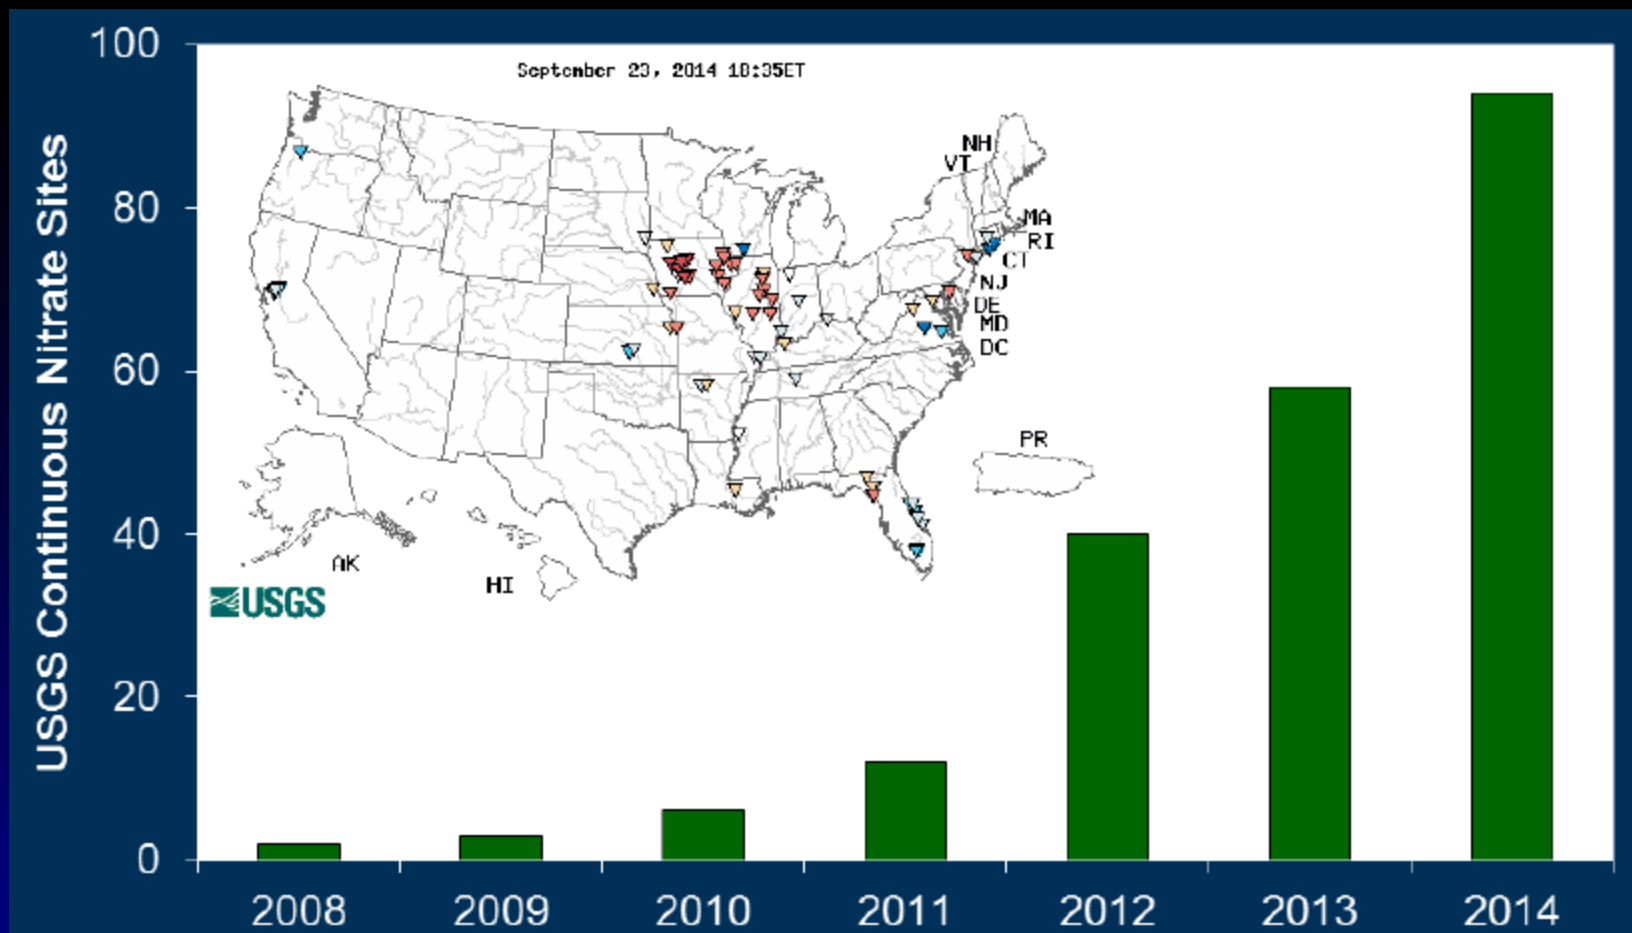 USGS Continuous Nitrate Sites
100
80
60
40
20
0
September 23, 2014 18:35ET
NH
VT
MA
RI
CT
NJ
DE
MD
DC
PR
AK
HI
USGS
2008 2009 2010 2011 2012 2013 2014